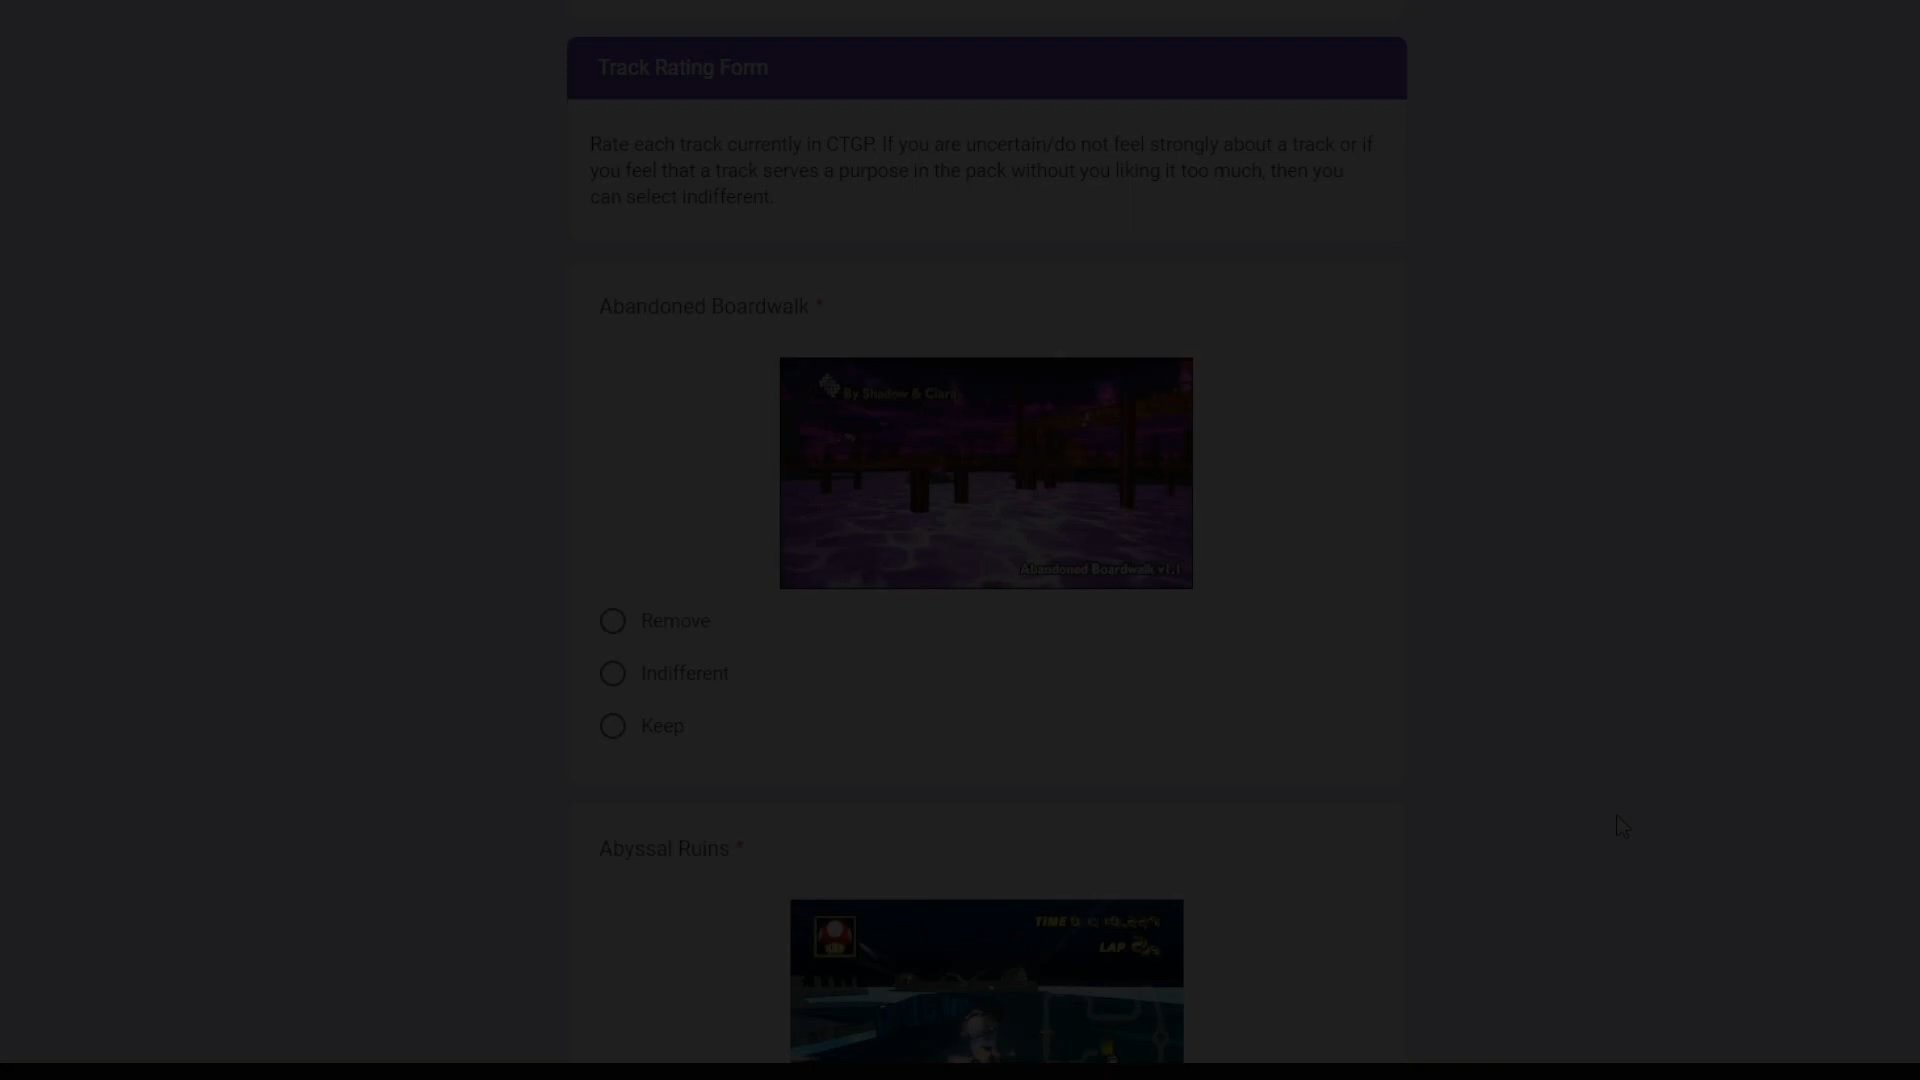 Track Rating Form
Rate each track currently in CTGP. If you are uncertain/do not feel strongly about a track or if
you feel that a track serves a purpose in the pack without you liking it too much, then you
can select indifferent.
Abandoned Boardwalk *
By Shadow & Ciara
Abandoned Boardwalk v1.1
Remove
Indifferent
Keep
Abyssal Ruins *
TIME
LAP